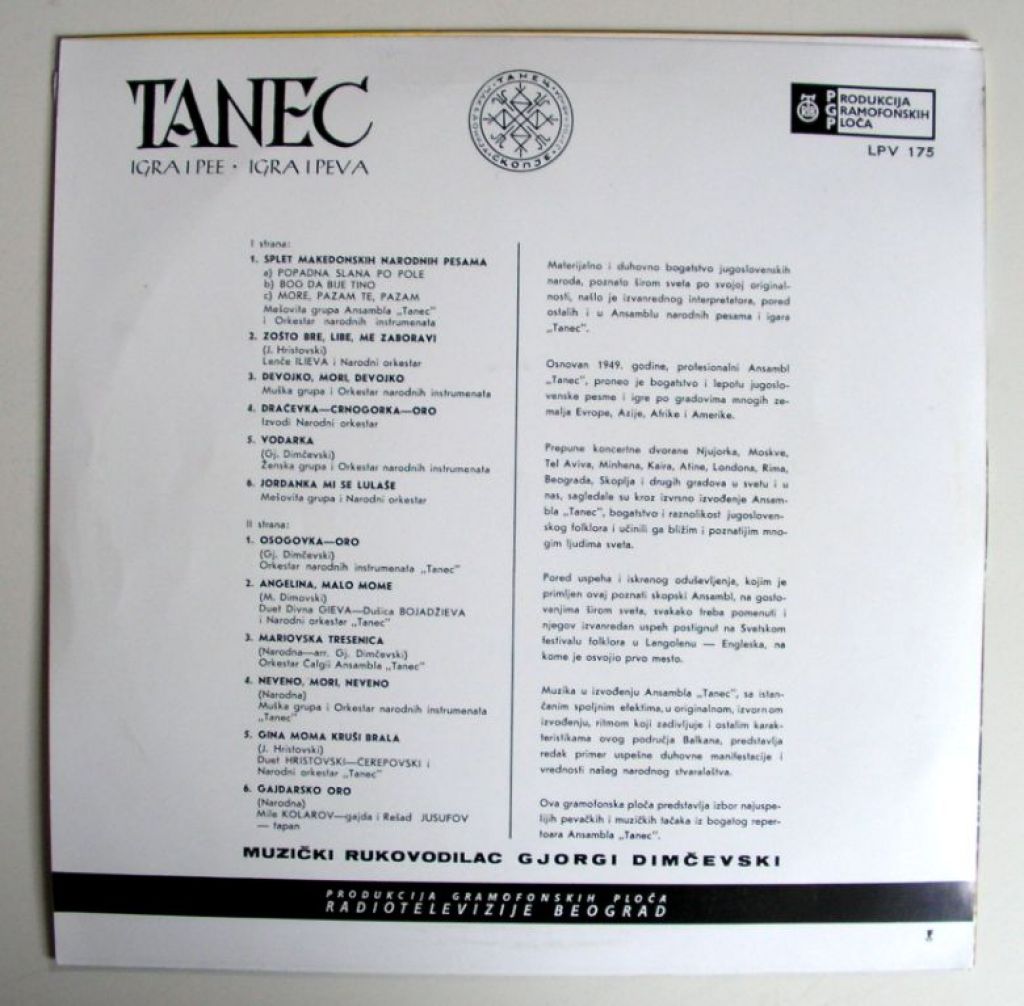 TANEC
IGRA I PEE · IGRA I PEVA
TANEC
СКОПЈЕ
PGP
PRODUKCIJA
GRAMOFONSKIH
PLOČA
LPV 175
I strana:
1. SPLET MAKEDONSKIH NARODNIH PESAMA
a) POPADNA SLANA PO POLE
b) BOG DA BIJE TINO
c) MORE, PAZAM TE, PAZAM
Mešovita grupa Ansambla „Tanec"
i Orkestar narodnih instrumenata
2. ZOŠTO BRE, LIBE, ME ZABORAVI
(J. Hristovski)
Lenče ILIEVA i Narodni orkestar
3. DEVOJKO, MORI, DEVOJKO
Muška grupa i Orkestar narodnih instrumenata
4. DRAČEVKA—CRNOGORKA—ORO
Izvodi Narodni orkestar
5. VODARKA
(Gj. Dimčevski)
Ženska grupa i Orkestar narodnih instrumenata
6. JORDANKA MI SE LULAŠE
Mešovita grupa i Narodni orkestar
II strana:
1. OSOGOVKA—ORO
(Gj. Dimčevski)
Orkestar narodnih instrumenata „Tanec"
2. ANGELINA, MALO MOME
(M. Dimovski)
Duet Divna GIEVA—Dušica BOJADŽIEVA
i Narodni orkestar „Tanec"
3. MARIOVSKA TRESENICA
(Narodna—arr. Gj. Dimčevski)
Orkestar Čalgii Ansambla „Tanec"
4. NEVENO, MORI, NEVENO
(Narodna)
Muška grupa i Orkestar narodnih instrumenata
„Tanec"
5. GINA MOMA KRUŠI BRALA
(J. Hristovski)
Duet HRISTOVSKI—ČEREPOVSKI i
Narodni orkestar „Tanec"
6. GAJDARSKO ORO
(Narodna)
Mile KOLAROV—gajda i Rešad JUSUFOV
— tapan
Materijalno i duhovno bogatstvo jugoslovenskih
naroda, poznato širom sveta po svojoj original-
nosti, našlo je izvanrednog interpretatora, pored
ostalih i u Ansamblu narodnih pesama i igara
„Tanec".
Osnovan 1949. godine, profesionalni Ansambl
„Tanec", proneo je bogatstvo i lepotu jugoslo-
venske pesme i igre po gradovima mnogih ze-
malja Evrope, Azije, Afrike i Amerike.
Prepune koncertne dvorane Njujorka, Moskve,
Tel Aviva, Minhena, Kaira, Atine, Londona, Rima,
Beograda, Skoplja i drugih gradova u svetu i u
nas, sagledale su kroz izvrsno izvođenje Ansam-
bla „Tanec", bogatstvo i raznolikost jugosloven-
skog folklora i učinili ga bližim i poznatijim mno-
gim ljudima sveta.
Pored uspeha i iskrenog oduševljenja, kojim je
primljen ovaj poznati skopski Ansambl, na gosto-
vanjima širom sveta, svakako treba pomenuti i
njegov izvanredan uspeh postignut na Svetskom
festivalu folklora u Langolenu — Engleska, na
kome je osvojio prvo mesto.
Muzika u izvođenju Ansambla „Tanec", sa istan-
čanim spoljnim efektima, u originalnom, izvornom
izvođenju, ritmom koji zadivljuje i ostalim karak-
teristikama ovog područja Balkana, predstavlja
redak primer uspešne duhovne manifestacije i
vrednosti našeg narodnog stvaralaštva.
Ova gramofonska ploča predstavlja izbor najuspe-
lijih pevačkih i muzičkih tačaka iz bogatog reper-
toara Ansambla „Tanec".
MUZIČKI RUKOVODILAC GJORGI DIMČEVSKI
PRODUKCIJA GRAMOFONSKIH PLOČA
RADIOTELEVIZIJE BEOGRAD